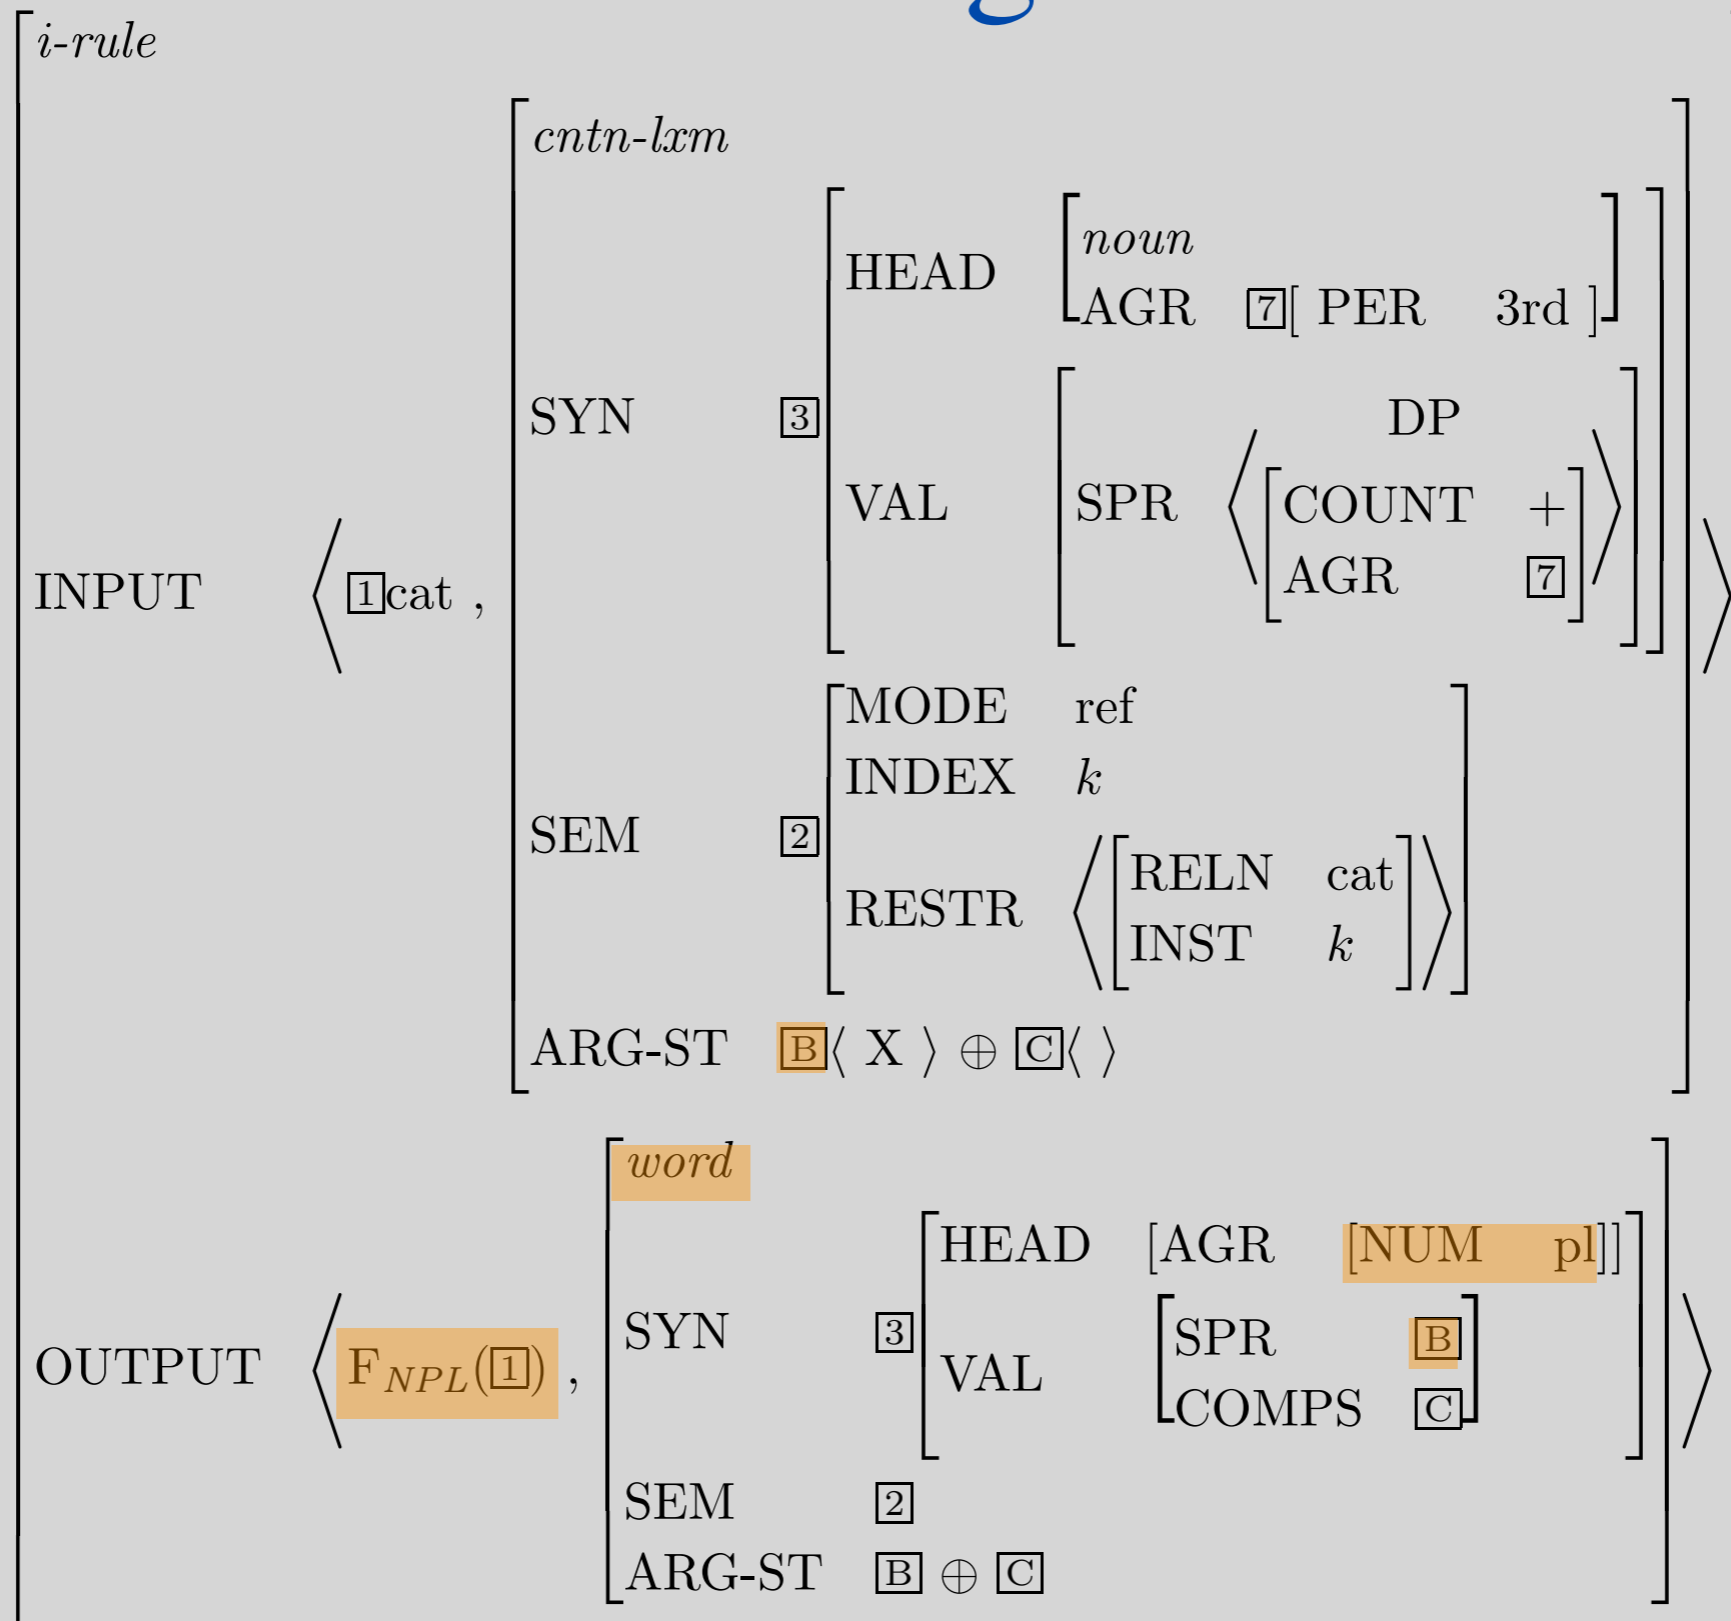 i-rule
cntn-lxm
noun
HEAD
AGR 7[ PER 3rd ]
SYN 3
DP
VAL SPR ⟨ COUNT + ⟩
INPUT ⟨ 1cat , AGR 7 ⟩
MODE ref
INDEX k
SEM 2
RELN cat
RESTR ⟨ ⟩
INST k
ARG-ST B⟨ X ⟩ ⊕ C⟨ ⟩
word
HEAD [AGR [NUM pl]]
SYN 3 SPR B
OUTPUT ⟨ FNPL(1) , VAL ⟩
COMPS C
SEM 2
ARG-ST B ⊕ C